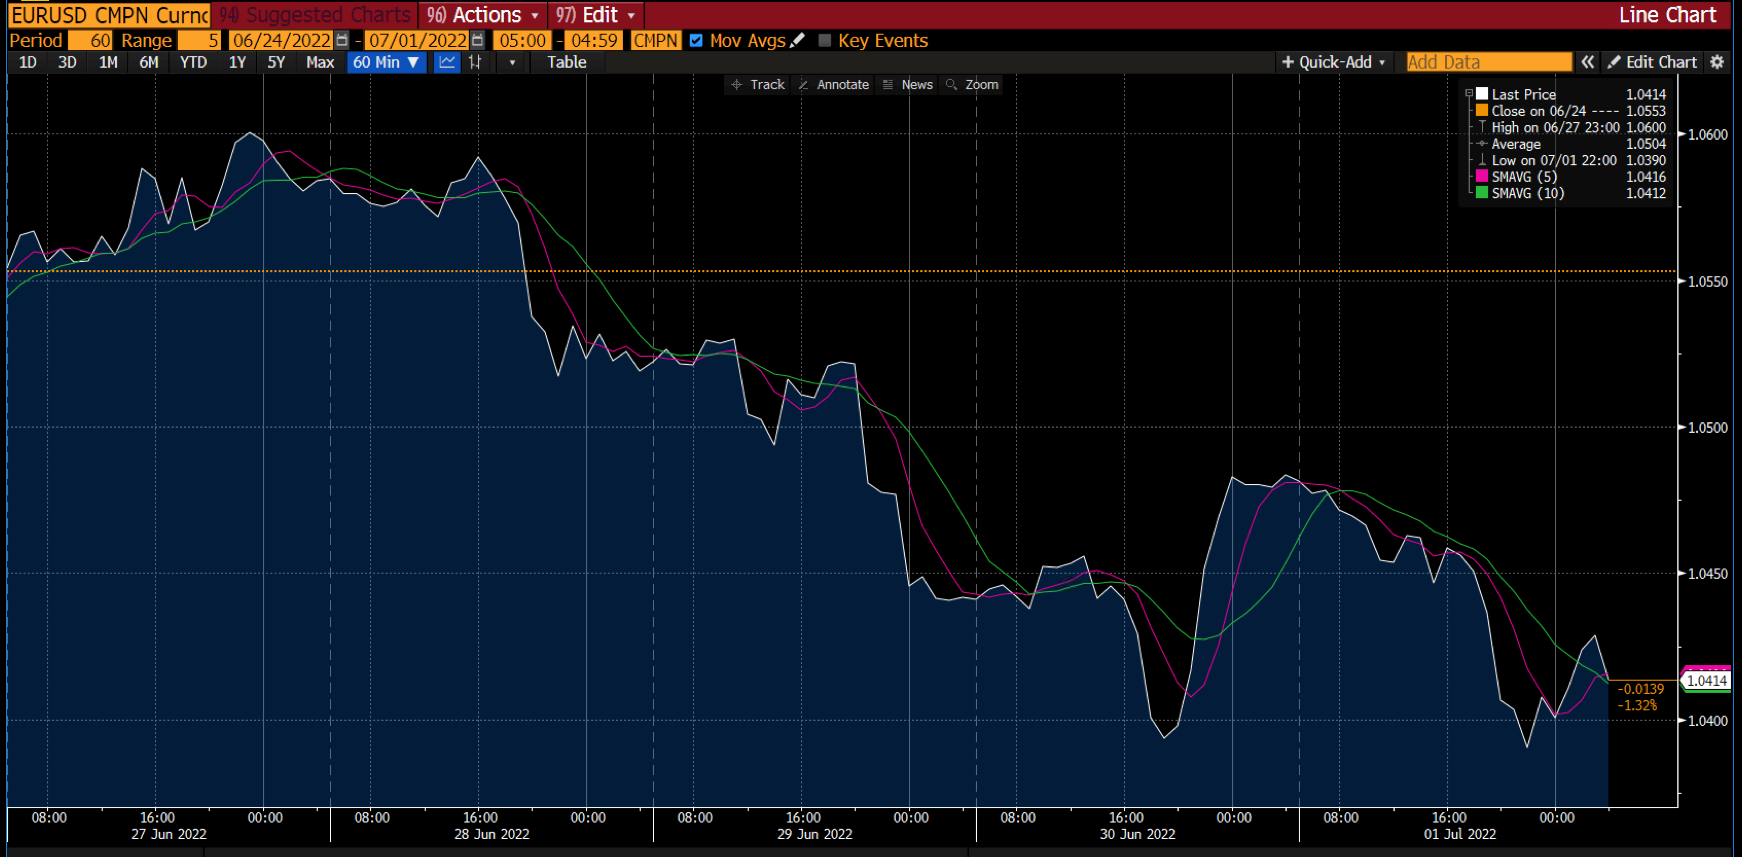 EURUSD CMPN Curnc 94) Suggested Charts 96) Actions 97) Edit Line Chart
Period 60 Range 5 06/24/2022 - 07/01/2022 05:00 - 04:59 CMPN Mov Avgs Key Events
1D 3D 1M 6M YTD 1Y 5Y Max 60 Min ▼ Table + Quick-Add Add Data « Edit Chart
Track Annotate News Zoom
Last Price 1.0414
Close on 06/24 ---- 1.0553
High on 06/27 23:00 1.0600
Average 1.0504
Low on 07/01 22:00 1.0390
SMAVG (5) 1.0416
SMAVG (10) 1.0412
1.0600
1.0550
1.0500
1.0450
1.0414
-0.0139
-1.32%
1.0400
08:00 16:00 00:00 08:00 16:00 00:00 08:00 16:00 00:00 08:00 16:00 00:00 08:00 16:00 00:00
27 Jun 2022 28 Jun 2022 29 Jun 2022 30 Jun 2022 01 Jul 2022